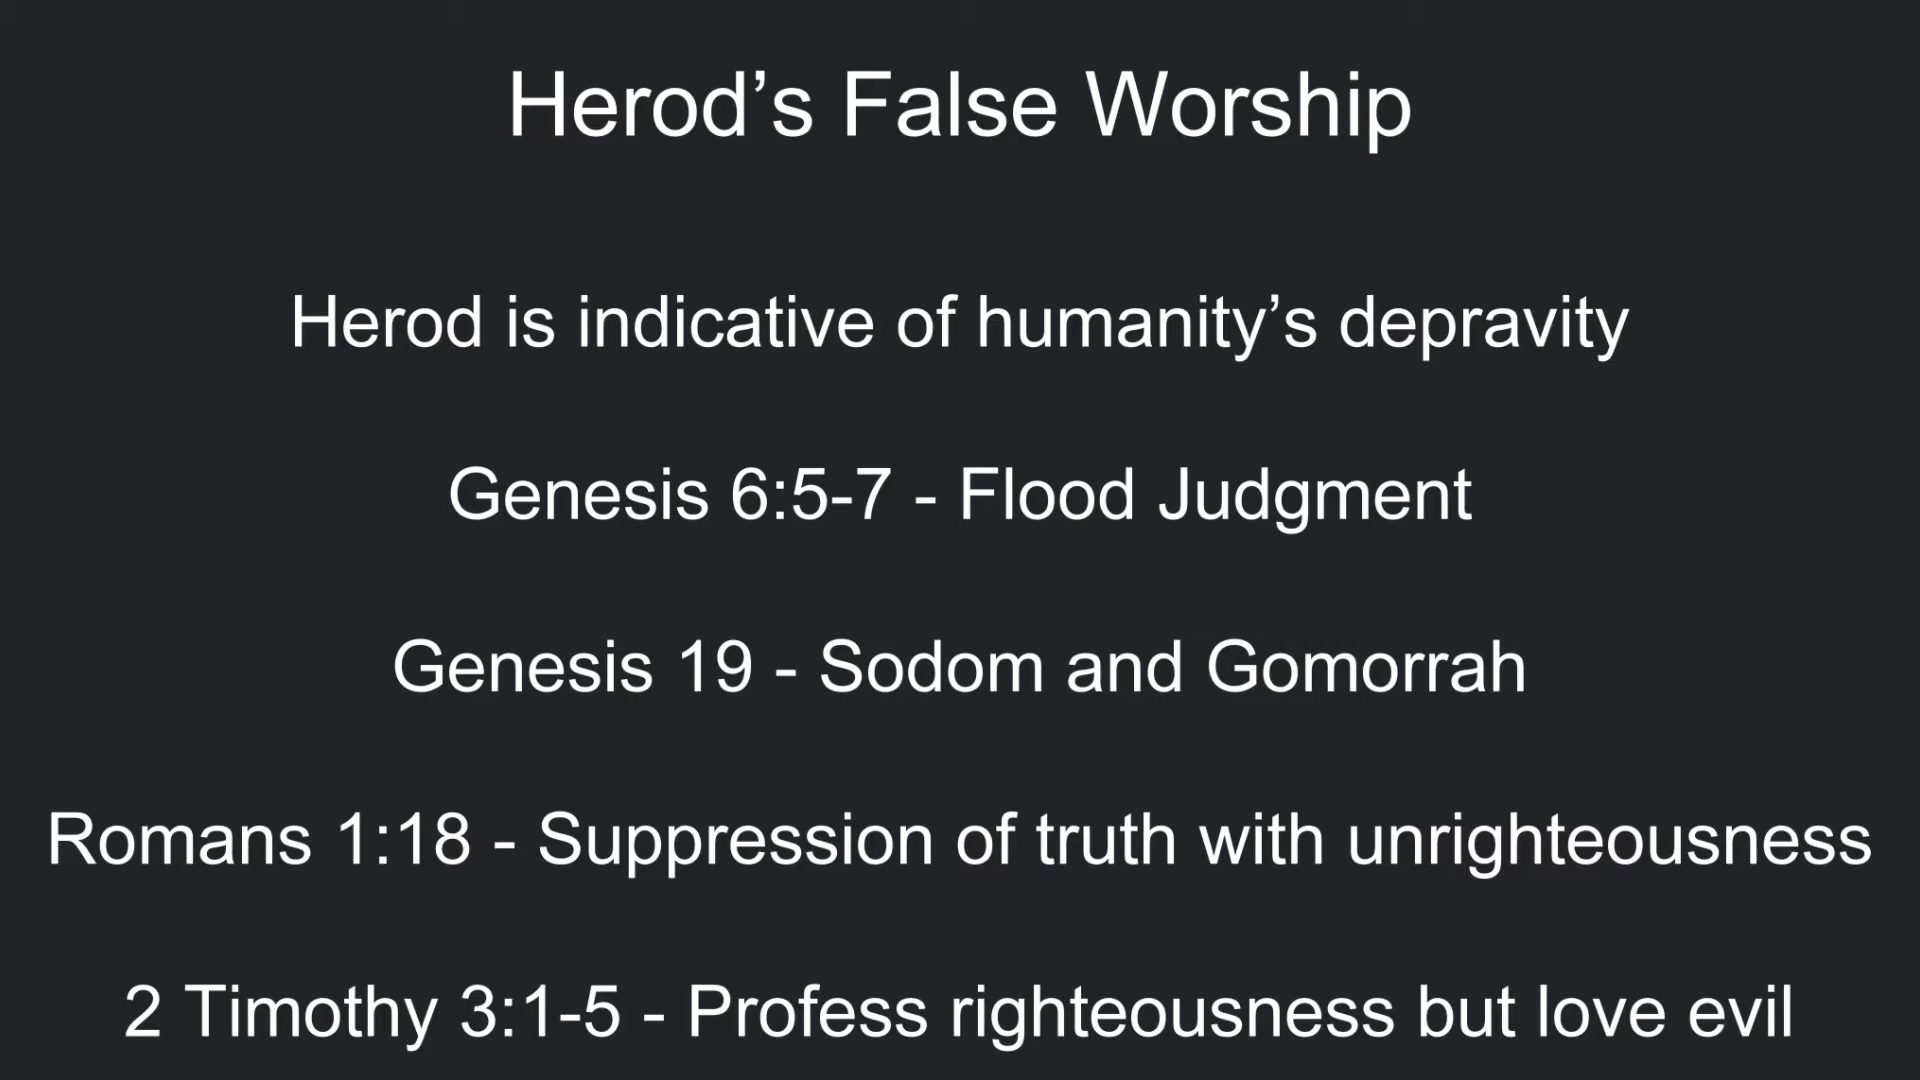 Herod’s False Worship
Herod is indicative of humanity’s depravity
Genesis 6:5-7 - Flood Judgment
Genesis 19 - Sodom and Gomorrah
Romans 1:18 - Suppression of truth with unrighteousness
2 Timothy 3:1-5 - Profess righteousness but love evil